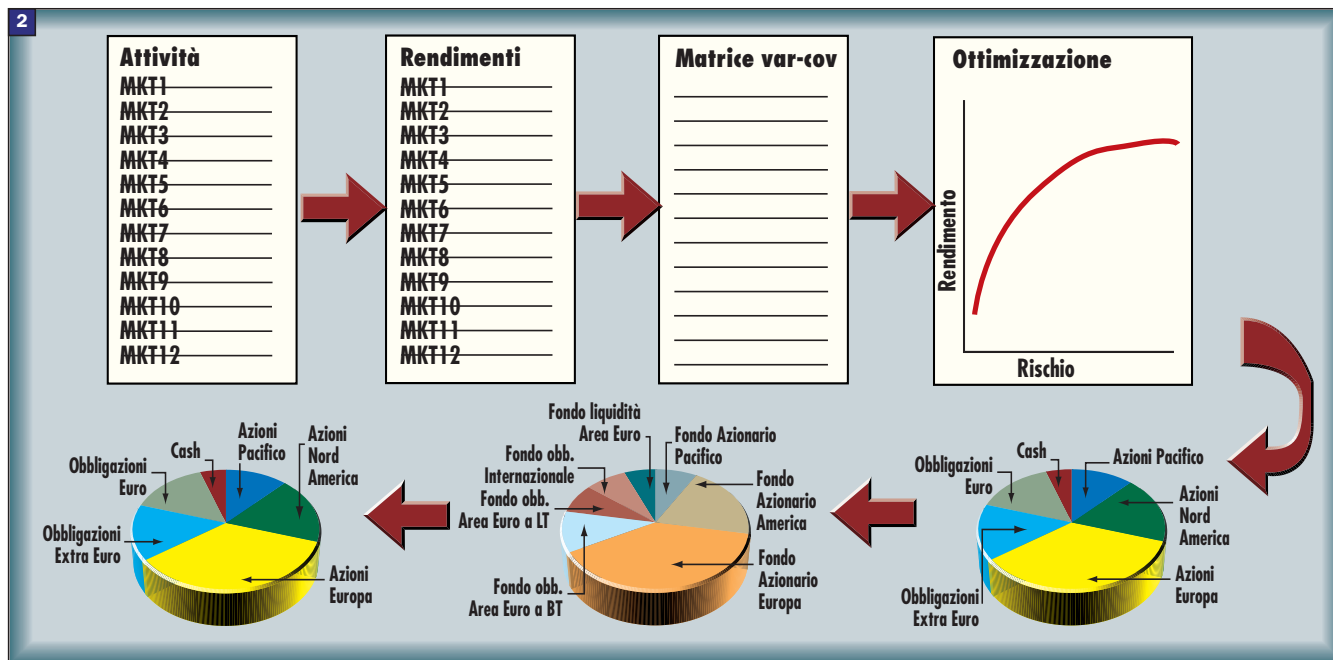 2
Attività
MKT1
MKT2
MKT3
MKT4
MKT5
MKT6
MKT7
MKT8
MKT9
MKT10
MKT11
MKT12
Rendimenti
MKT1
MKT2
MKT3
MKT4
MKT5
MKT6
MKT7
MKT8
MKT9
MKT10
MKT11
MKT12
Matrice var-cov
Ottimizzazione
Rendimento
Rischio
Cash
Azioni Pacifico
Obbligazioni
Euro
Azioni
Nord
America
Obbligazioni
Extra Euro
Azioni
Europa
Fondo liquidità
Area Euro
Fondo Azionario
Pacifico
Fondo obb.
Internazionale
Fondo
Azionario
America
Fondo obb.
Area Euro a LT
Fondo obb.
Area Euro a BT
Fondo
Azionario
Europa
Cash
Azioni
Pacifico
Azioni
Nord
America
Obbligazioni
Euro
Obbligazioni
Extra Euro
Azioni
Europa